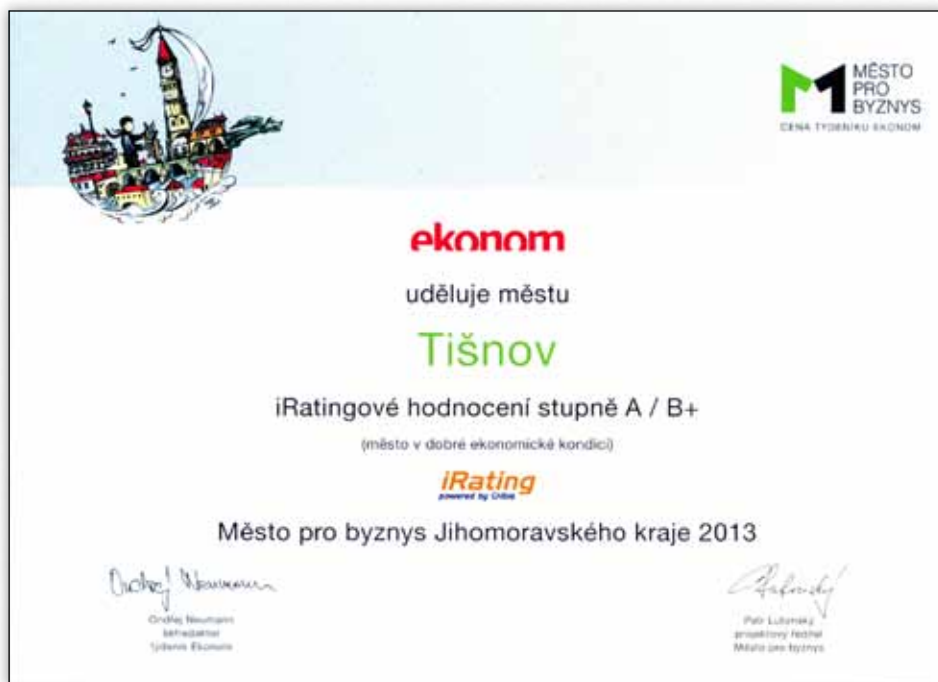 MĚSTO
PRO
BYZNYS
CENA TÝDENÍKU EKONOM
ekonom
uděluje městu
Tišnov
iRatingové hodnocení stupně A / B+
(město v dobré ekonomické kondici)
iRating
powered by Cribis
Město pro byznys Jihomoravského kraje 2013
Ondřej Neumann
šéfredaktor
týdeník Ekonom
Petr
projektový ředitel
Město pro byznys